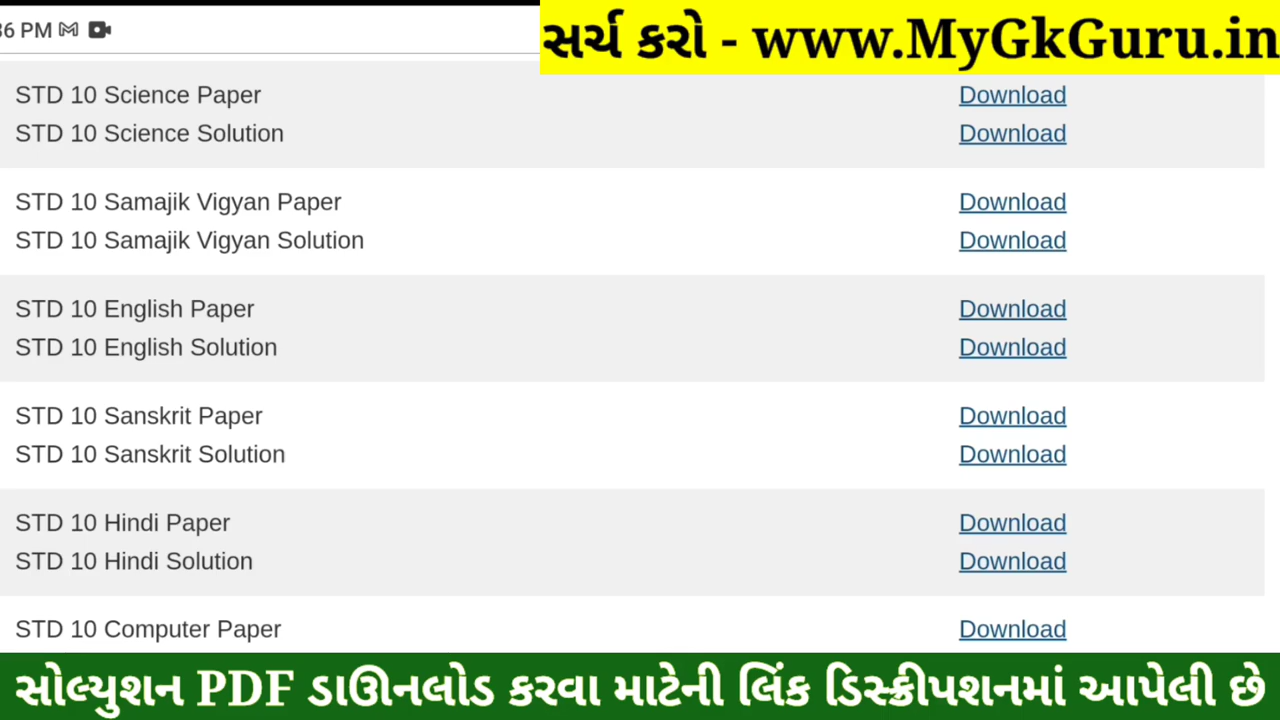 36 PM
સર્ચ કરો - www.MyGkGuru.in
STD 10 Science Paper Download
STD 10 Science Solution Download
STD 10 Samajik Vigyan Paper Download
STD 10 Samajik Vigyan Solution Download
STD 10 English Paper Download
STD 10 English Solution Download
STD 10 Sanskrit Paper Download
STD 10 Sanskrit Solution Download
STD 10 Hindi Paper Download
STD 10 Hindi Solution Download
STD 10 Computer Paper Download
સોલ્યુશન PDF ડાઊનલોડ કરવા માટેની લિંક ડિસ્ક્રીપશનમાં આપેલી છે